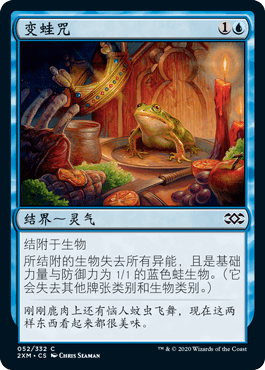 变蛙咒 1
结界～灵气
结附于生物
所结附的生物失去所有异能，且是基础
力量与防御力为 1/1 的蓝色蛙生物。（它
会失去其他牌张类别和生物类别。）
刚刚鹿肉上还有恼人蚊虫飞舞，现在这两
样东西看起来都很美味。
052/332 C
2XM • CS CHRIS SEAMAN
™ & © 2020 Wizards of the Coast